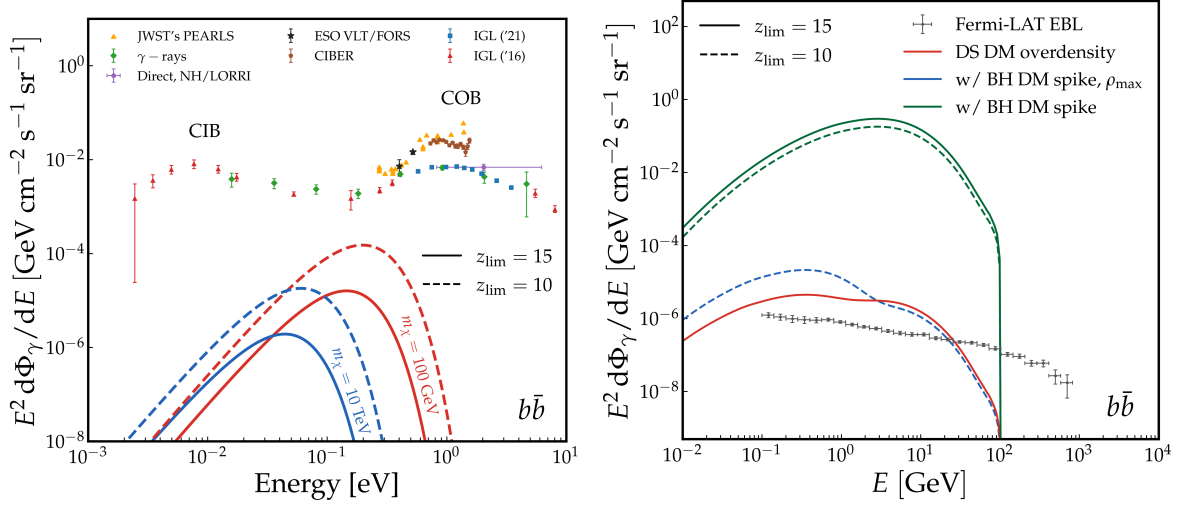 E² dΦγ/dE [GeV cm⁻² s⁻¹ sr⁻¹]
10⁰
10⁻²
10⁻⁴
10⁻⁶
10⁻⁸
JWST's PEARLS
γ − rays
Direct, NH/LORRI
ESO VLT/FORS
CIBER
IGL ('21)
IGL ('16)
CIB
COB
z_lim = 15
z_lim = 10
m_χ = 100 GeV
m_χ = 10 TeV
bb̄
10⁻³
10⁻²
10⁻¹
10⁰
10¹
Energy [eV]
E² dΦγ/dE [GeV cm⁻² s⁻¹ sr⁻¹]
10²
10⁰
10⁻²
10⁻⁴
10⁻⁶
10⁻⁸
z_lim = 15
z_lim = 10
Fermi-LAT EBL
DS DM overdensity
w/ BH DM spike, ρ_max
w/ BH DM spike
bb̄
10⁻²
10⁻¹
10⁰
10¹
10²
10³
10⁴
E [GeV]